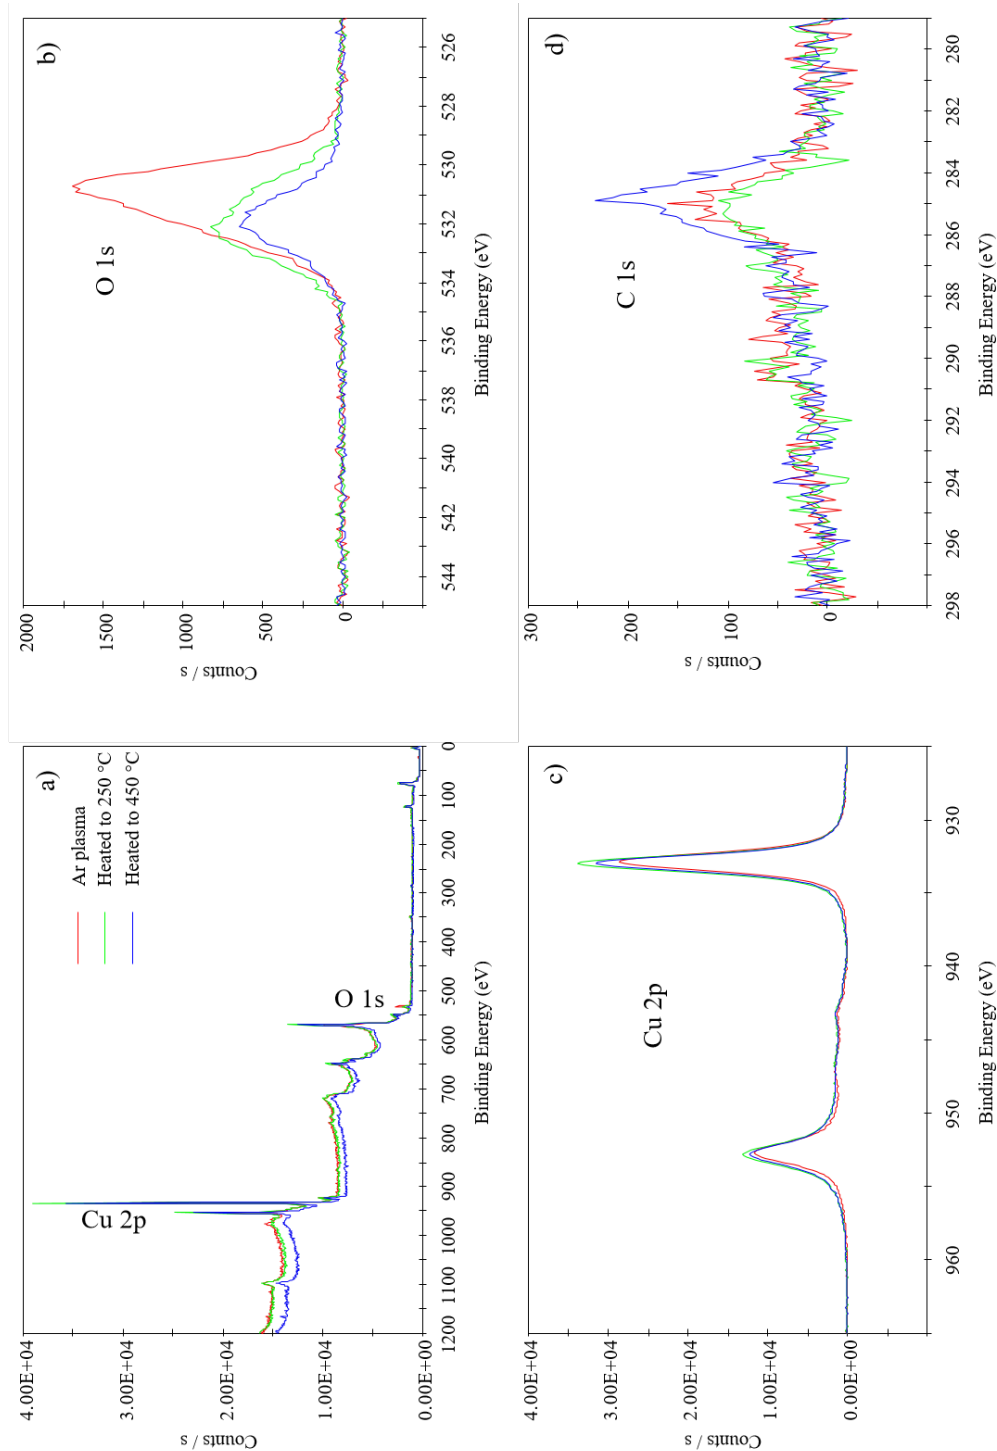 a)
Ar plasma
Heated to 250 °C
Heated to 450 °C
Cu 2p
O 1s
4.00E+04
3.00E+04
2.00E+04
1.00E+04
0.00E+00
Counts / s
1200 1100 1000 900 800 700 600 500 400 300 200 100 0
Binding Energy (eV)
b)
O 1s
2000
1500
1000
500
0
Counts / s
544 542 540 538 536 534 532 530 528 526
Binding Energy (eV)
c)
Cu 2p
4.00E+04
3.00E+04
2.00E+04
1.00E+04
0.00E+00
Counts / s
960 950 940 930
Binding Energy (eV)
d)
C 1s
300
200
100
0
Counts / s
298 296 294 292 290 288 286 284 282 280
Binding Energy (eV)